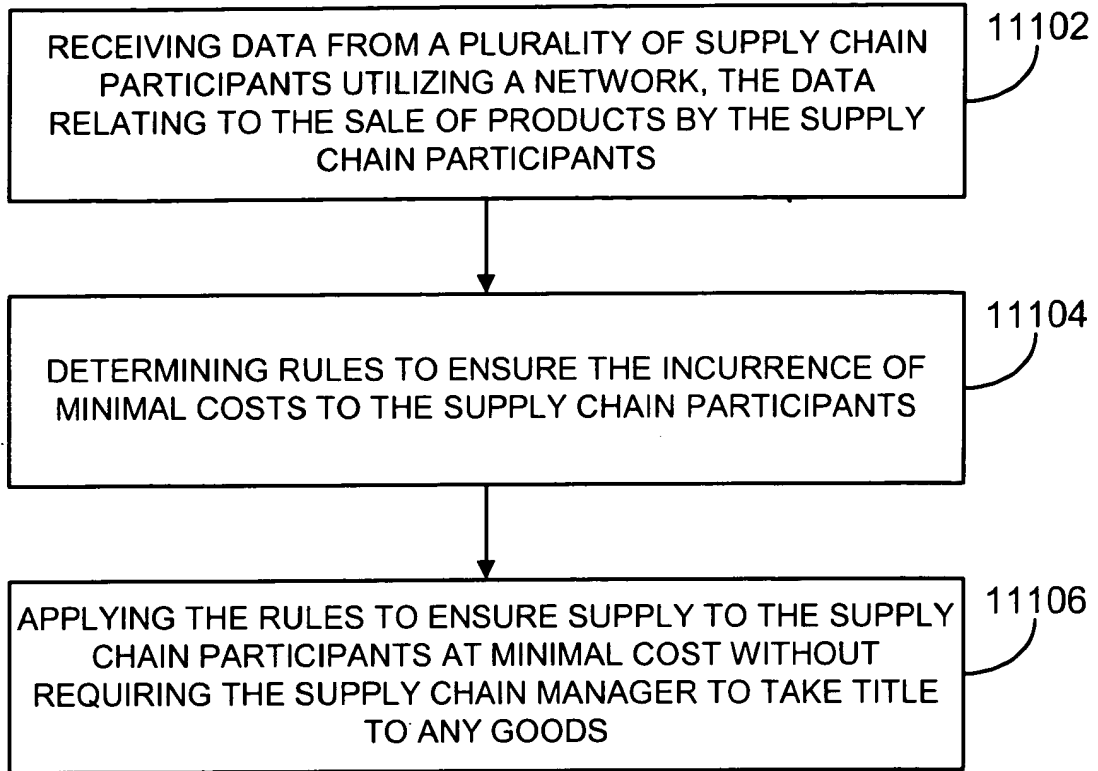 RECEIVING DATA FROM A PLURALITY OF SUPPLY CHAIN
PARTICIPANTS UTILIZING A NETWORK, THE DATA
RELATING TO THE SALE OF PRODUCTS BY THE SUPPLY
CHAIN PARTICIPANTS
11102
DETERMINING RULES TO ENSURE THE INCURRENCE OF
MINIMAL COSTS TO THE SUPPLY CHAIN PARTICIPANTS
11104
APPLYING THE RULES TO ENSURE SUPPLY TO THE SUPPLY
CHAIN PARTICIPANTS AT MINIMAL COST WITHOUT
REQUIRING THE SUPPLY CHAIN MANAGER TO TAKE TITLE
TO ANY GOODS
11106